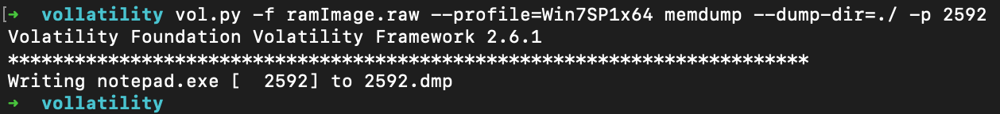 [➜  vollatility vol.py -f ramImage.raw --profile=Win7SP1x64 memdump --dump-dir=./ -p 2592
Volatility Foundation Volatility Framework 2.6.1
************************************************************************
Writing notepad.exe [  2592] to 2592.dmp
➜  vollatility